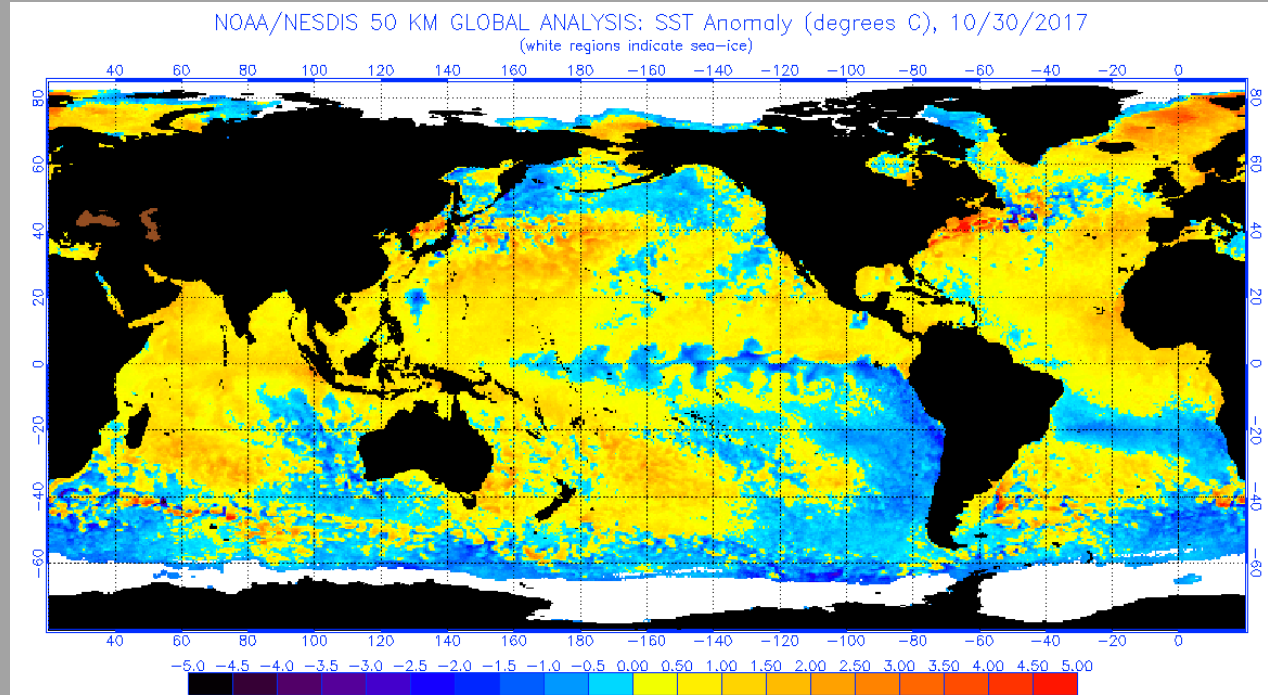 NOAA/NESDIS 50 KM GLOBAL ANALYSIS: SST Anomaly (degrees C), 10/30/2017
(white regions indicate sea-ice)
40 60 80 100 120 140 160 180 -160 -140 -120 -100 -80 -60 -40 -20 0
80 80
60 60
40 40
20 20
0 0
-20 -20
-40 -40
-60 -60
40 60 80 100 120 140 160 180 -160 -140 -120 -100 -80 -60 -40 -20 0
-5.0 -4.5 -4.0 -3.5 -3.0 -2.5 -2.0 -1.5 -1.0 -0.5 0.00 0.50 1.00 1.50 2.00 2.50 3.00 3.50 4.00 4.50 5.00